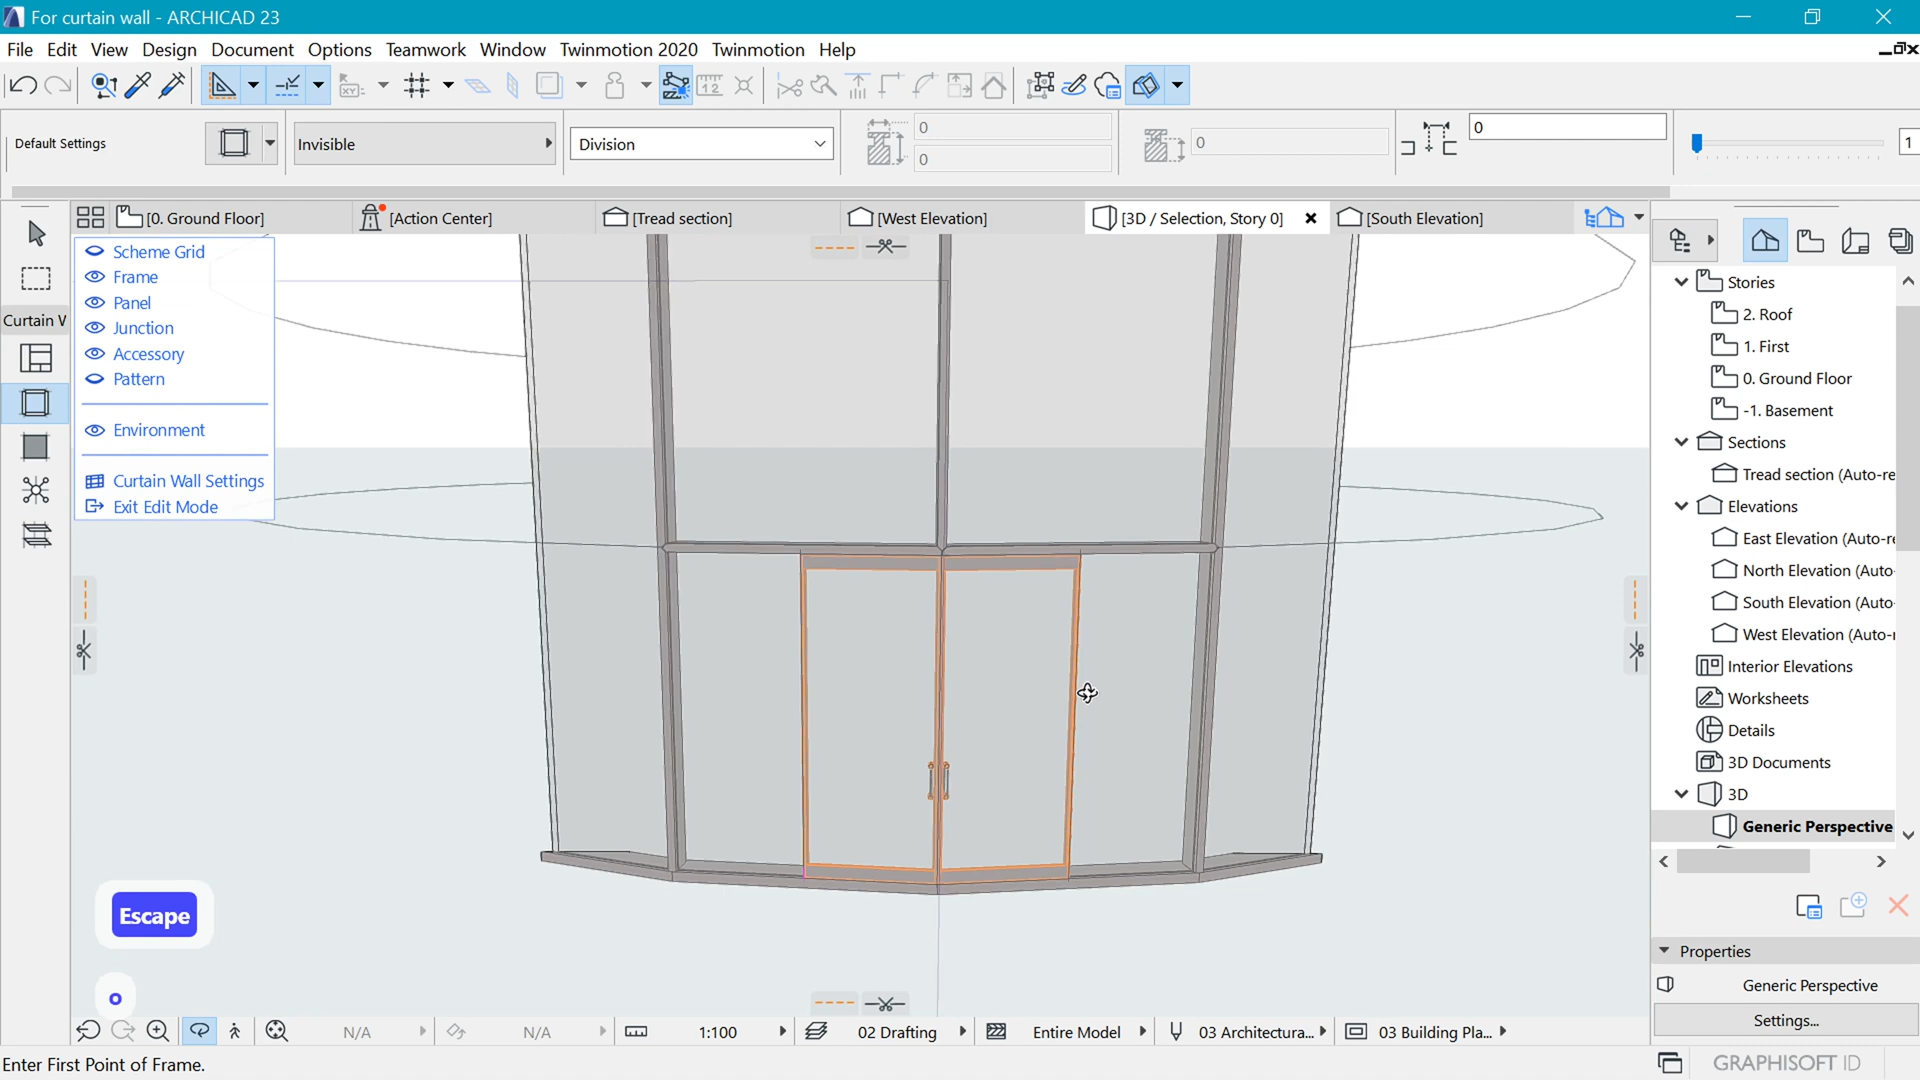 For curtain wall - ARCHICAD 23
File Edit View Design Document Options Teamwork Window Twinmotion 2020 Twinmotion Help
Default Settings
Invisible
Division
0
0
0
0
1
[0. Ground Floor]
[Action Center]
[Tread section]
[West Elevation]
[3D / Selection, Story 0]
[South Elevation]
Curtain W
Scheme Grid
Frame
Panel
Junction
Accessory
Pattern
Environment
Curtain Wall Settings
Exit Edit Mode
Stories
2. Roof
1. First
0. Ground Floor
-1. Basement
Sections
Tread section (Auto-re
Elevations
East Elevation (Auto-re
North Elevation (Auto-
South Elevation (Auto-
West Elevation (Auto-r
Interior Elevations
Worksheets
Details
3D Documents
3D
Generic Perspective
Escape
o
Properties
Generic Perspective
Settings...
N/A
N/A
1:100
02 Drafting
Entire Model
03 Architectura...
03 Building Pla...
Enter First Point of Frame.
GRAPHISOFT ID